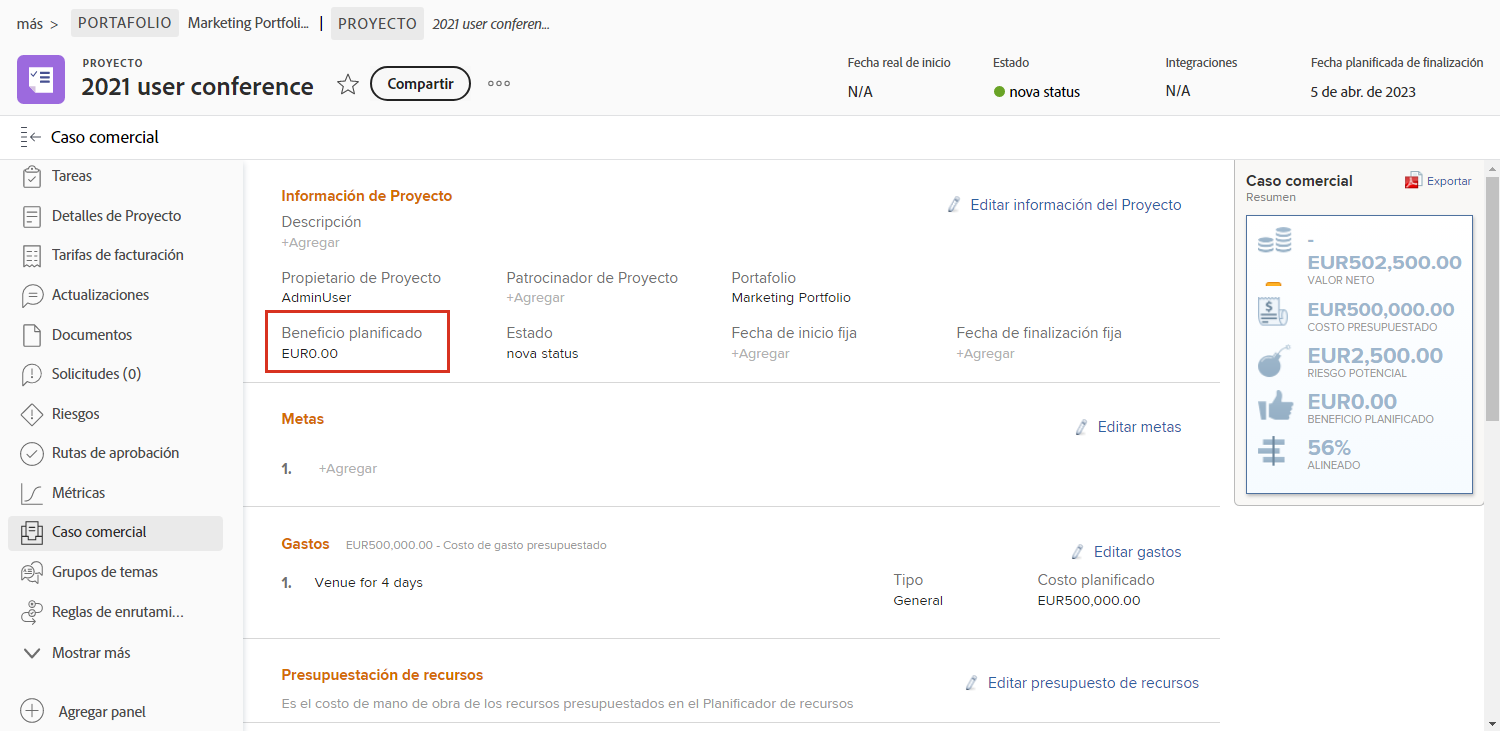 más >
PORTAFOLIO
Marketing Portfoli...
|
PROYECTO
2021 user conferen...
PROYECTO
2021 user conference
Compartir
Fecha real de inicio
N/A
Estado
nova status
Integraciones
N/A
Fecha planificada de finalización
5 de abr. de 2023
Caso comercial
Tareas
Detalles de Proyecto
Tarifas de facturación
Actualizaciones
Documentos
Solicitudes (0)
Riesgos
Rutas de aprobación
Métricas
Caso comercial
Grupos de temas
Reglas de enrutami...
Mostrar más
Agregar panel
Información de Proyecto
Editar información del Proyecto
Descripción
+Agregar
Propietario de Proyecto
AdminUser
Patrocinador de Proyecto
+Agregar
Portafolio
Marketing Portfolio
Beneficio planificado
EUR0.00
Estado
nova status
Fecha de inicio fija
+Agregar
Fecha de finalización fija
+Agregar
Metas
Editar metas
1. +Agregar
Gastos EUR500,000.00 - Costo de gasto presupuestado
Editar gastos
1. Venue for 4 days
Tipo
General
Costo planificado
EUR500,000.00
Presupuestación de recursos
Editar presupuesto de recursos
Es el costo de mano de obra de los recursos presupuestados en el Planificador de recursos
Caso comercial
Exportar
Resumen
-
EUR502,500.00
VALOR NETO
EUR500,000.00
COSTO PRESUPUESTADO
EUR2,500.00
RIESGO POTENCIAL
EUR0.00
BENEFICIO PLANIFICADO
56%
ALINEADO